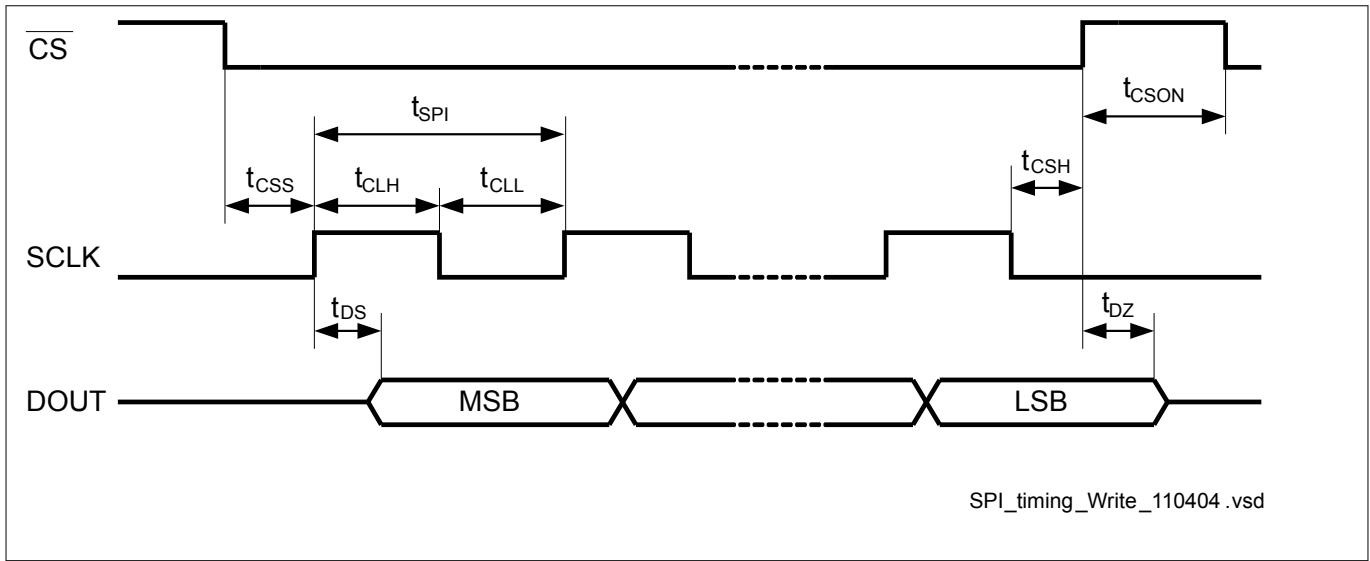 CS
tCSON
tSPI
tCSH
tCSS
tCLH
tCLL
SCLK
tDS
tDZ
DOUT
MSB
LSB
SPI_timing_Write_110404.vsd